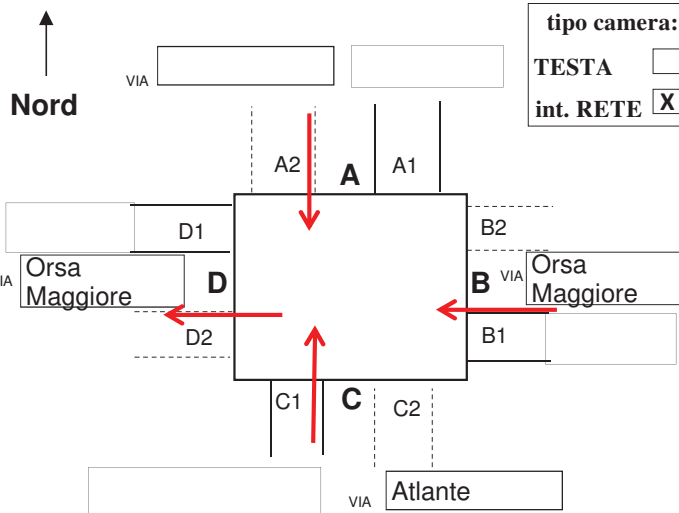 tipo camera:
VIA
TESTA
Nord
int. RETE X
A2
A
A1
D1
B2
VIA Orsa
Maggiore
D
B
VIA Orsa
Maggiore
D2
B1
C1
C
C2
VIA Atlante